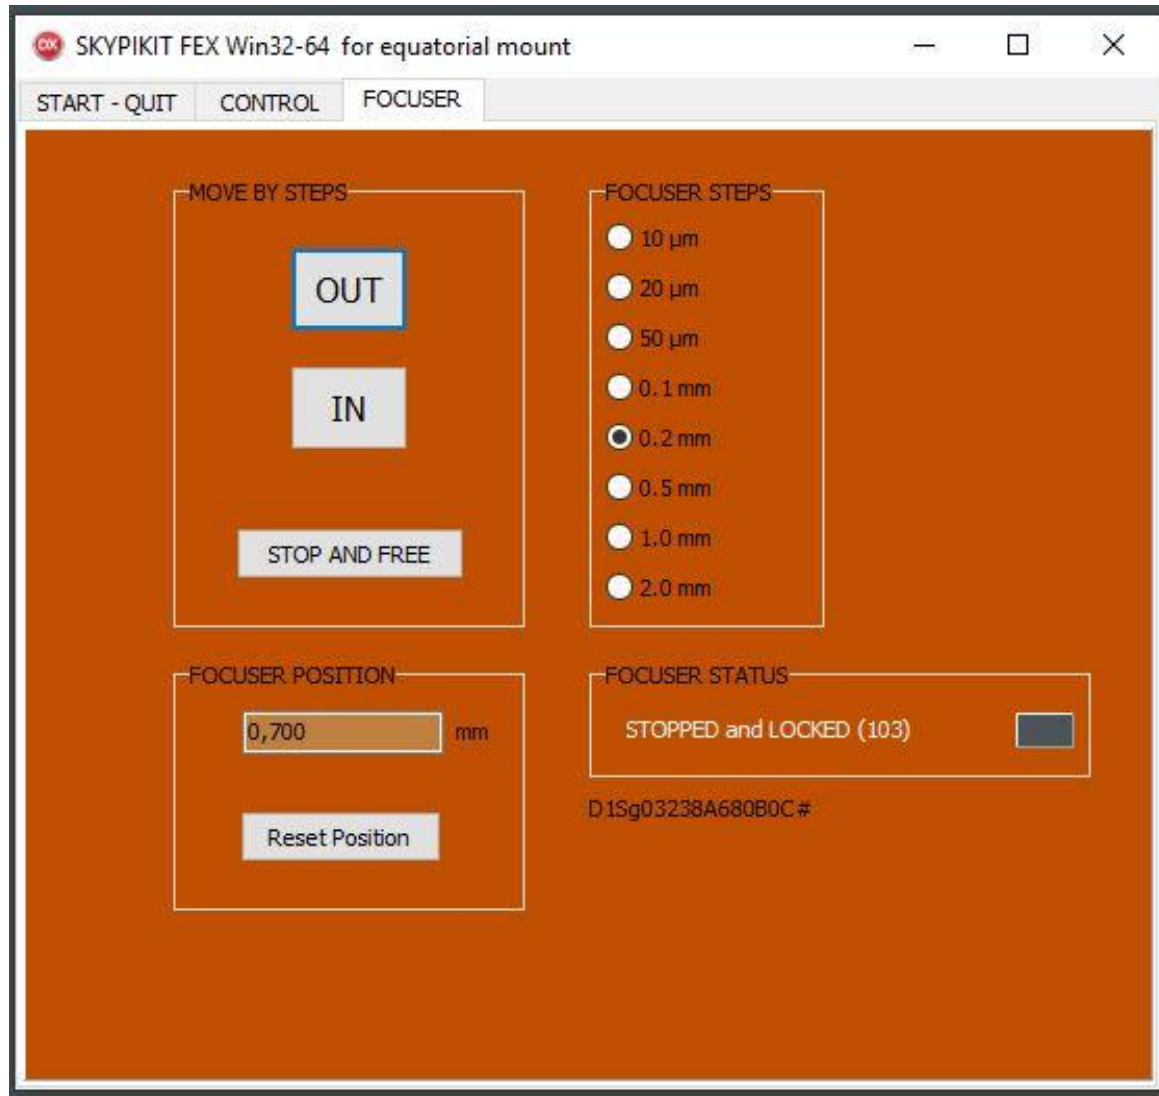 SKYPIKIT FEX Win32-64 for equatorial mount
START - QUIT CONTROL FOCUSER
MOVE BY STEPS
OUT
IN
STOP AND FREE
FOCUSER STEPS
10 µm
20 µm
50 µm
0.1 mm
0.2 mm
0.5 mm
1.0 mm
2.0 mm
FOCUSER POSITION
0,700 mm
Reset Position
FOCUSER STATUS
STOPPED and LOCKED (103)
D1Sg03238A680B0C#